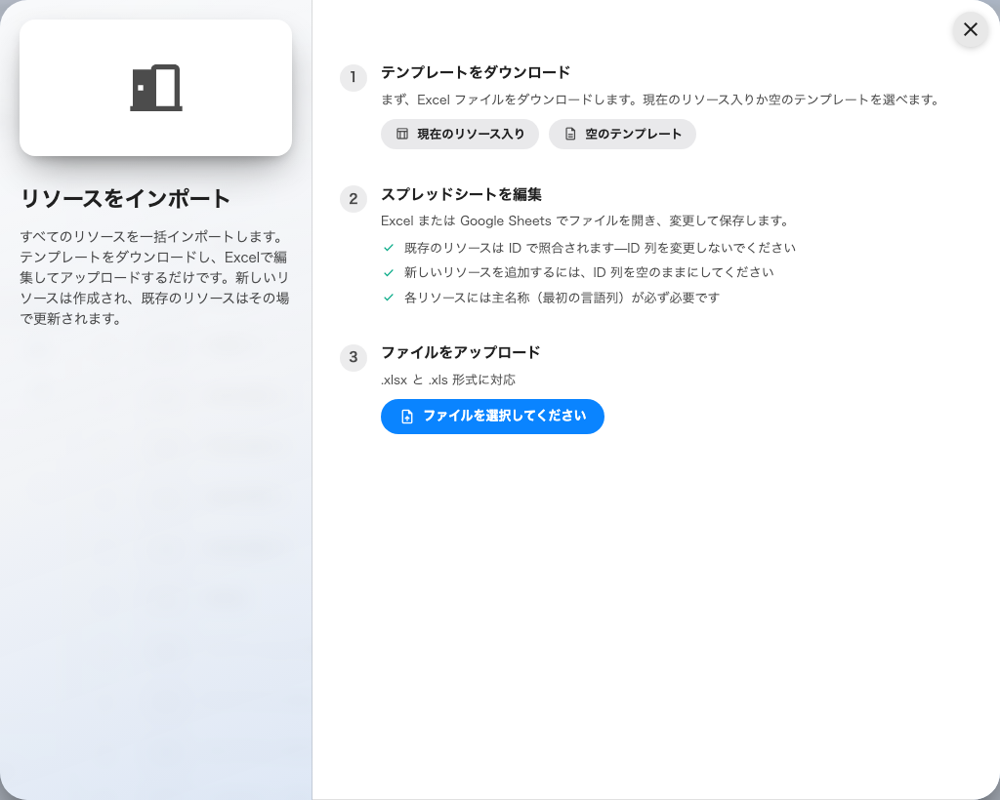 リソースをインポート
すべてのリソースを一括インポートします。
テンプレートをダウンロードし、Excelで編
集してアップロードするだけです。新しいリ
ソースは作成され、既存のリソースはその場
で更新されます。
1
テンプレートをダウンロード
まず、Excel ファイルをダウンロードします。現在のリソース入りか空のテンプレートを選べます。
現在のリソース入り
空のテンプレート
2
スプレッドシートを編集
Excel または Google Sheets でファイルを開き、変更して保存します。
既存のリソースは ID で照合されます—ID 列を変更しないでください
新しいリソースを追加するには、ID 列を空のままにしてください
各リソースには主名称（最初の言語列）が必ず必要です
3
ファイルをアップロード
.xlsx と .xls 形式に対応
ファイルを選択してください